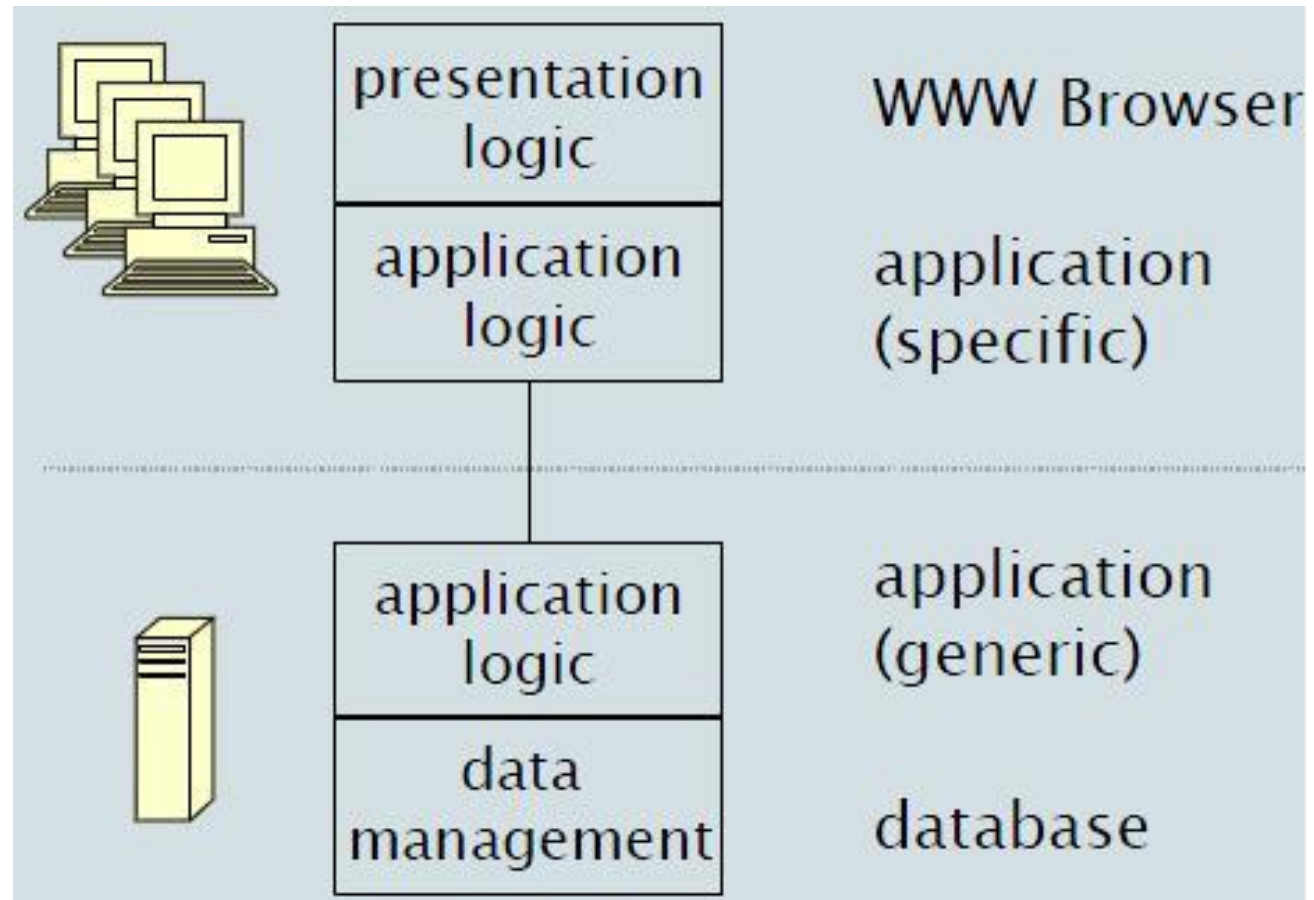 presentation
logic
WWW Browser
application
logic
application
(specific)
application
logic
application
(generic)
data
management
database